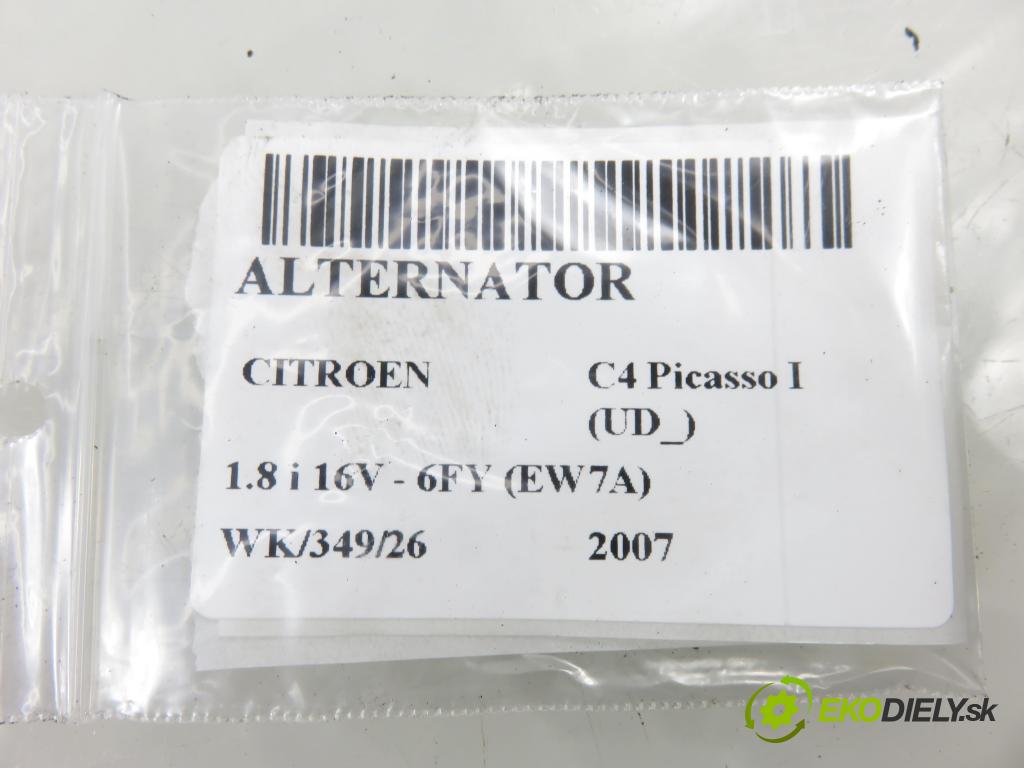 ALTERNATOR
CITROEN C4 Picasso I
(UD_)
1.8 i 16V - 6FY (EW7A)
WK/349/26 2007
EKODIELY.sk